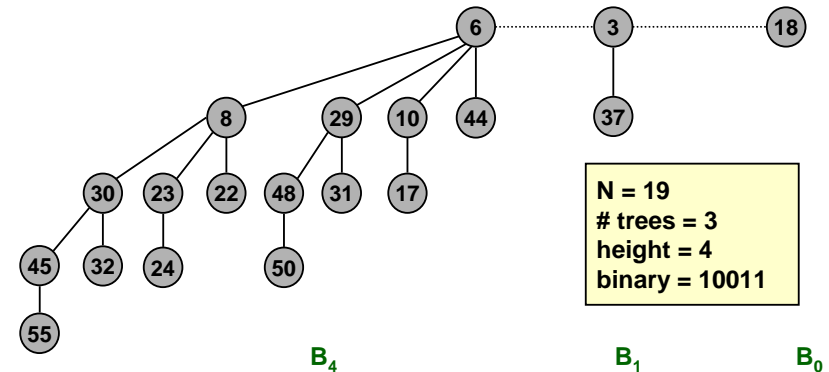 6 3 18
8 29 10 44 37
30 23 22 48 31 17
45 32 24 50
55
N = 19
# trees = 3
height = 4
binary = 10011
B4 B1 B0